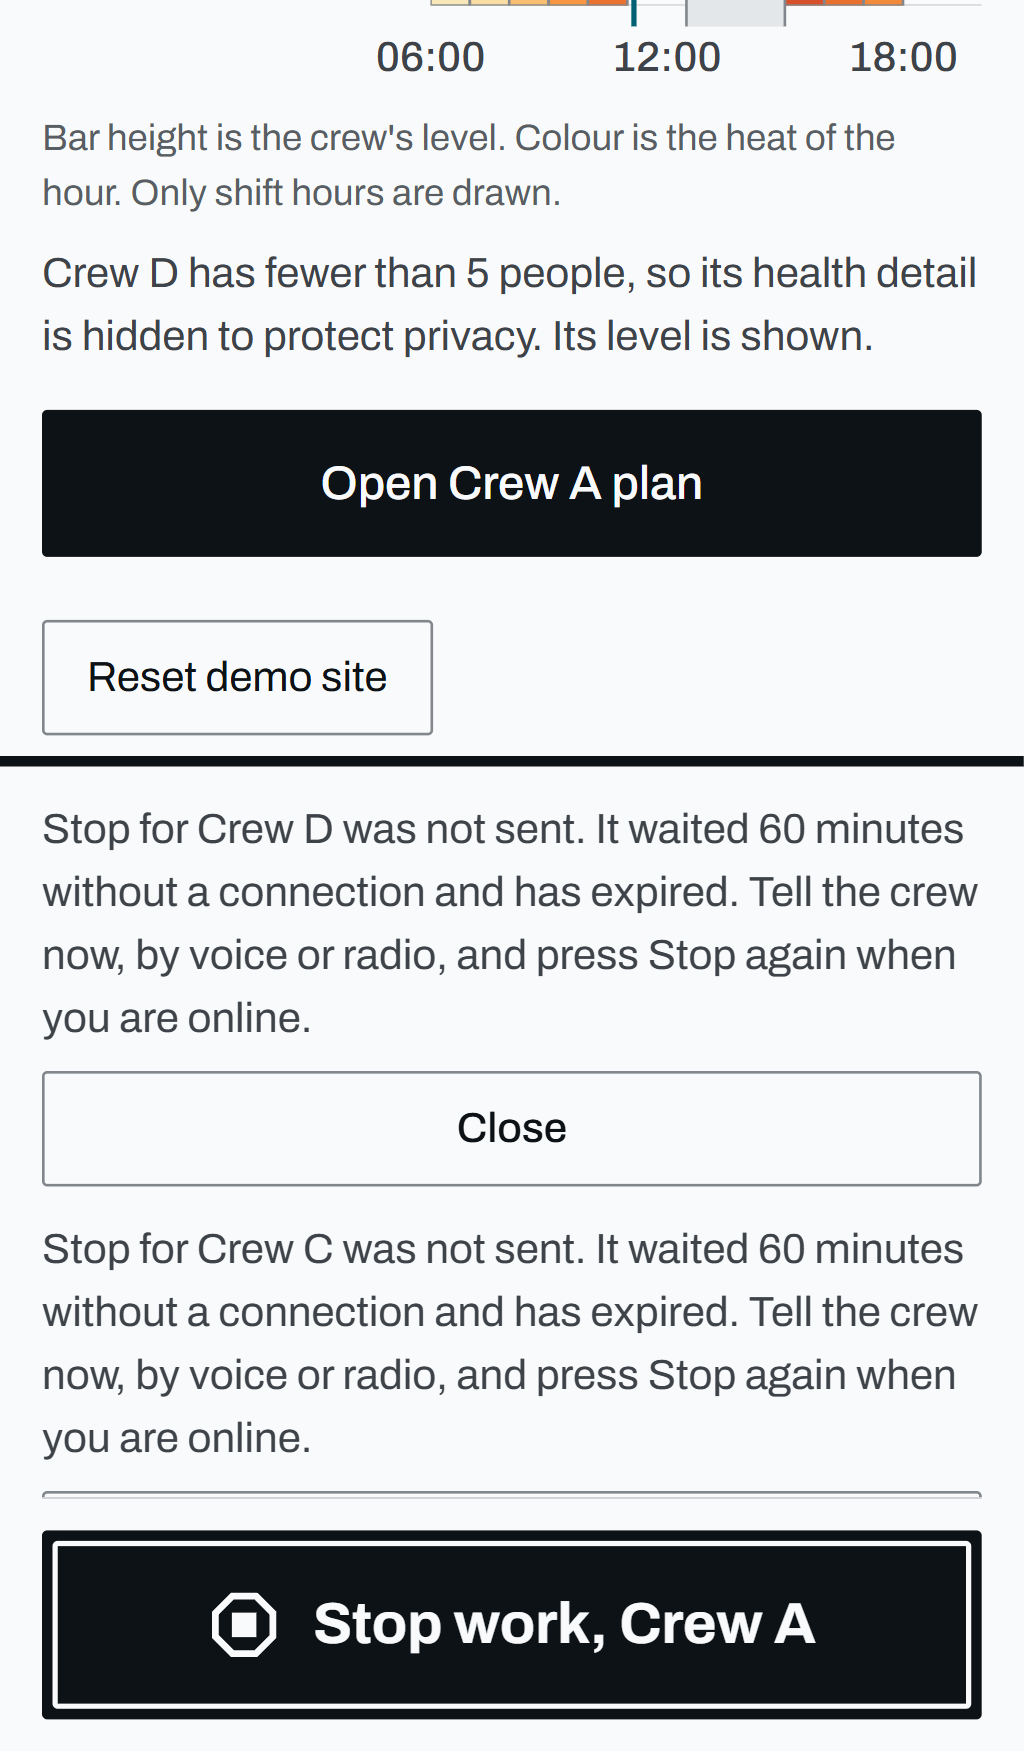 06:00 12:00 18:00
Bar height is the crew's level. Colour is the heat of the
hour. Only shift hours are drawn.
Crew D has fewer than 5 people, so its health detail
is hidden to protect privacy. Its level is shown.
Open Crew A plan
Reset demo site
Stop for Crew D was not sent. It waited 60 minutes
without a connection and has expired. Tell the crew
now, by voice or radio, and press Stop again when
you are online.
Close
Stop for Crew C was not sent. It waited 60 minutes
without a connection and has expired. Tell the crew
now, by voice or radio, and press Stop again when
you are online.
Stop work, Crew A